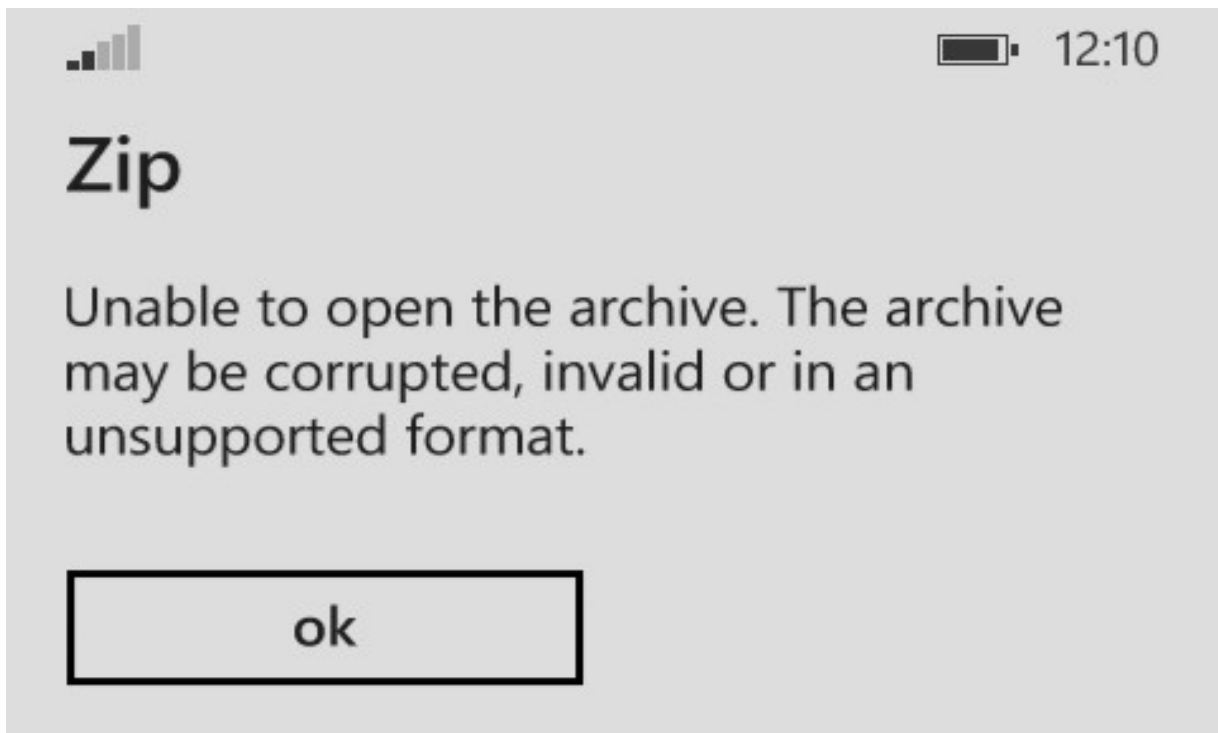 12:10
Zip
Unable to open the archive. The archive
may be corrupted, invalid or in an
unsupported format.
ok